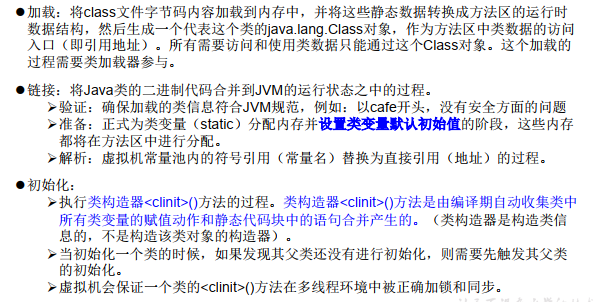 ●加载：将class文件字节码内容加载到内存中，并将这些静态数据转换成方法区的运行时
数据结构，然后生成一个代表这个类的java.lang.Class对象，作为方法区中类数据的访问
入口（即引用地址）。所有需要访问和使用类数据只能通过这个Class对象。这个加载的
过程需要类加载器参与。
●链接：将Java类的二进制代码合并到JVM的运行状态之中的过程。
➢验证：确保加载的类信息符合JVM规范，例如：以cafe开头，没有安全方面的问题
➢准备：正式为类变量（static）分配内存并设置类变量默认初始值的阶段，这些内存
都将在方法区中进行分配。
➢解析：虚拟机常量池内的符号引用（常量名）替换为直接引用（地址）的过程。
●初始化：
➢执行类构造器<clinit>()方法的过程。类构造器<clinit>()方法是由编译期自动收集类中
所有类变量的赋值动作和静态代码块中的语句合并产生的。（类构造器是构造类信
息的，不是构造该类对象的构造器）。
➢当初始化一个类的时候，如果发现其父类还没有进行初始化，则需要先触发其父类
的初始化。
➢虚拟机会保证一个类的<clinit>()方法在多线程环境中被正确加锁和同步。